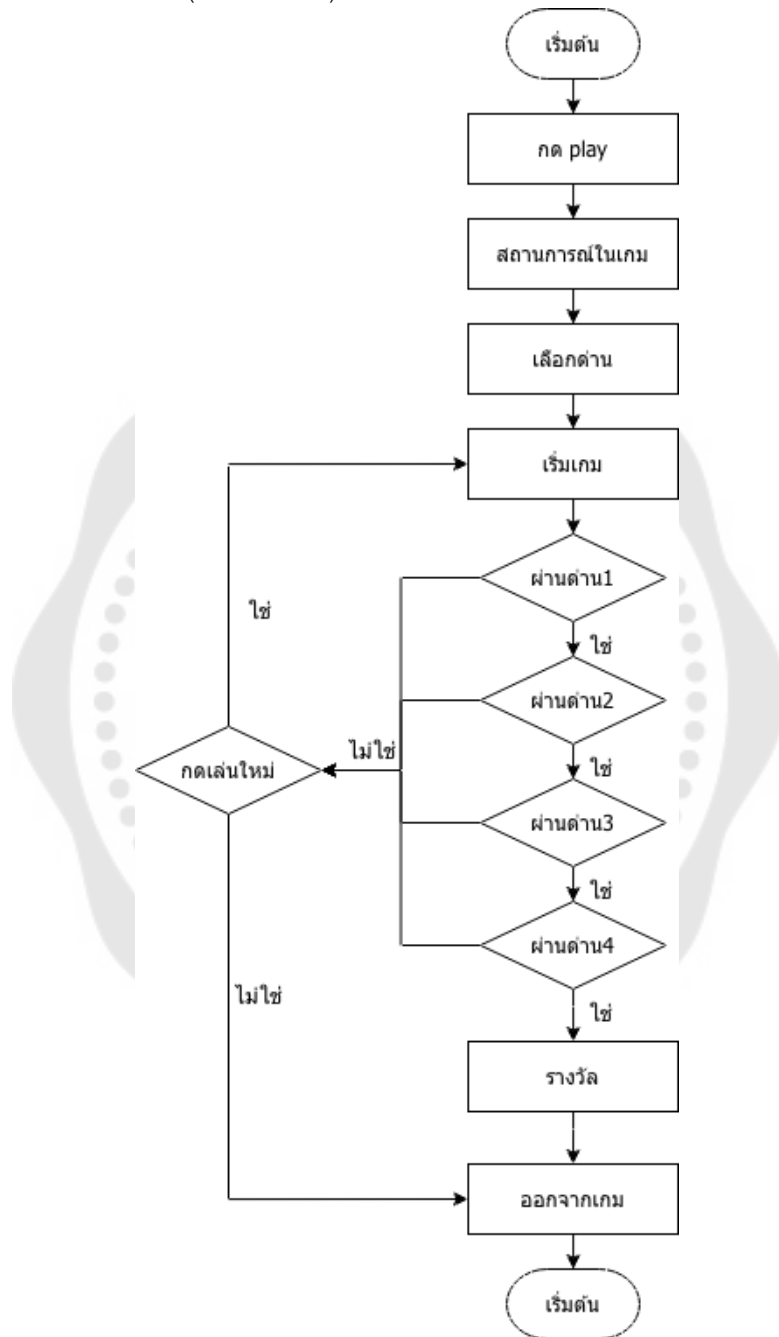 เริ่มต้น
กด play
สถานการณ์ในเกม
เลือกด่าน
เริ่มเกม
ผ่านด่าน1
ใช่
ใช่
ผ่านด่าน2
ไม่ใช่
กดเล่นใหม่
ใช่
ผ่านด่าน3
ใช่
ผ่านด่าน4
ไม่ใช่
ใช่
รางวัล
ออกจากเกม
เริ่มต้น